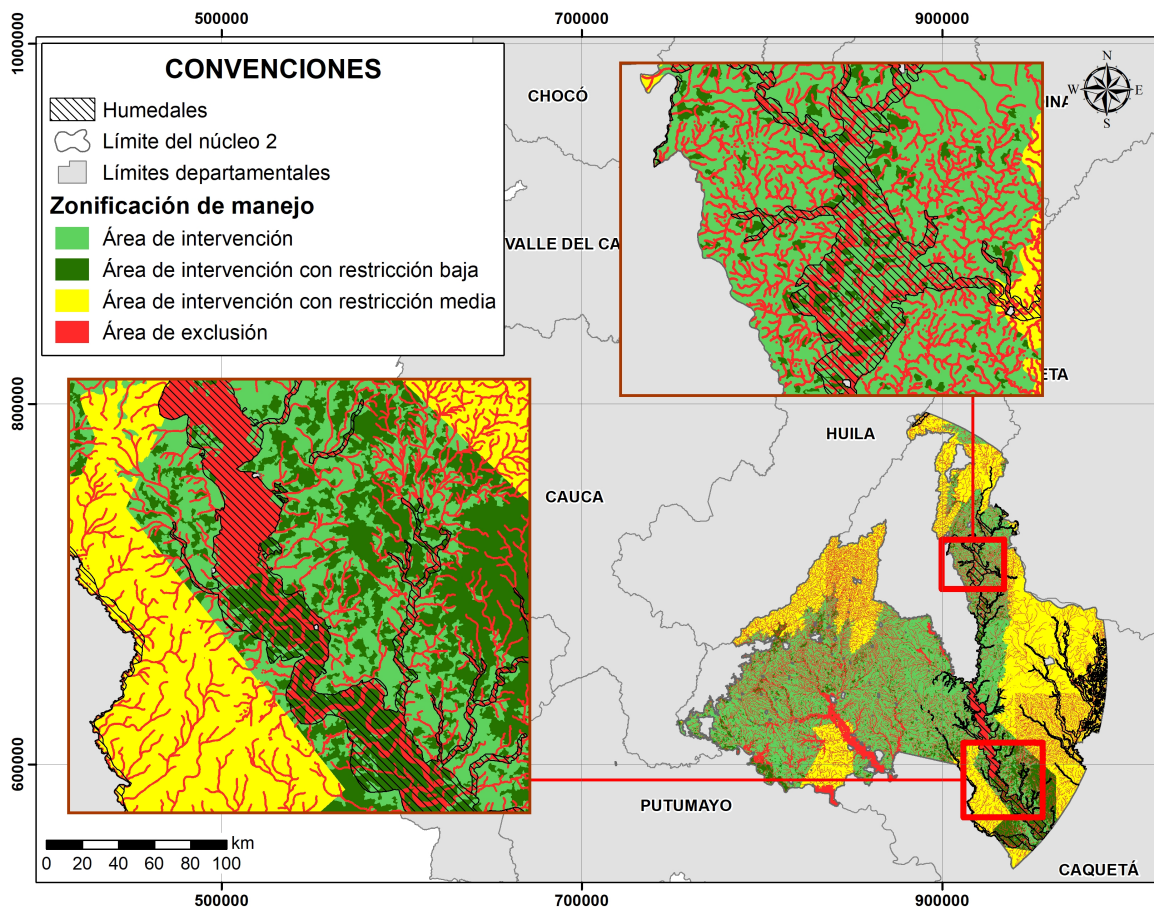 500000 700000 900000
1000000
CONVENCIONES
Humedales
Límite del núcleo 2
Límites departamentales
Zonificación de manejo
Área de intervención
Área de intervención con restricción baja
Área de intervención con restricción media
Área de exclusión
CHOCÓ
INA
N
W E
S
VALLE DEL CA
ETA
800000
HUILA
CAUCA
600000
PUTUMAYO
CAQUETÁ
km
0 20 40 60 80 100
500000 700000 900000